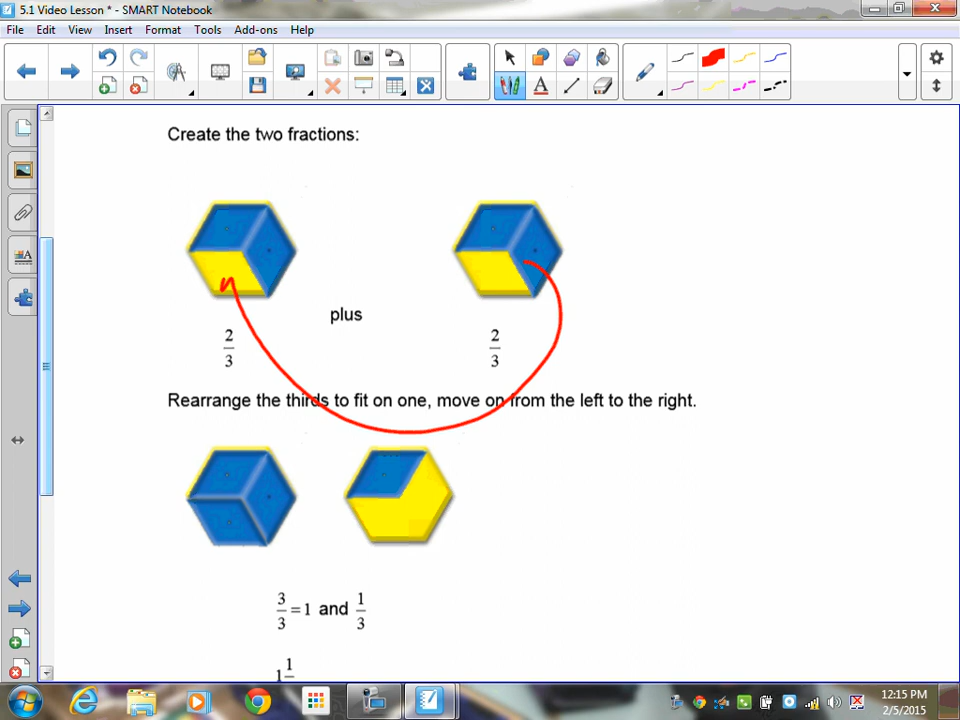 5.1 Video Lesson * - SMART Notebook
File Edit View Insert Format Tools Add-ons Help
Create the two fractions:
plus
2/3 2/3
Rearrange the thirds to fit on one, move on from the left to the right.
3/3 = 1 and 1/3
1 1
12:15 PM
2/5/2015